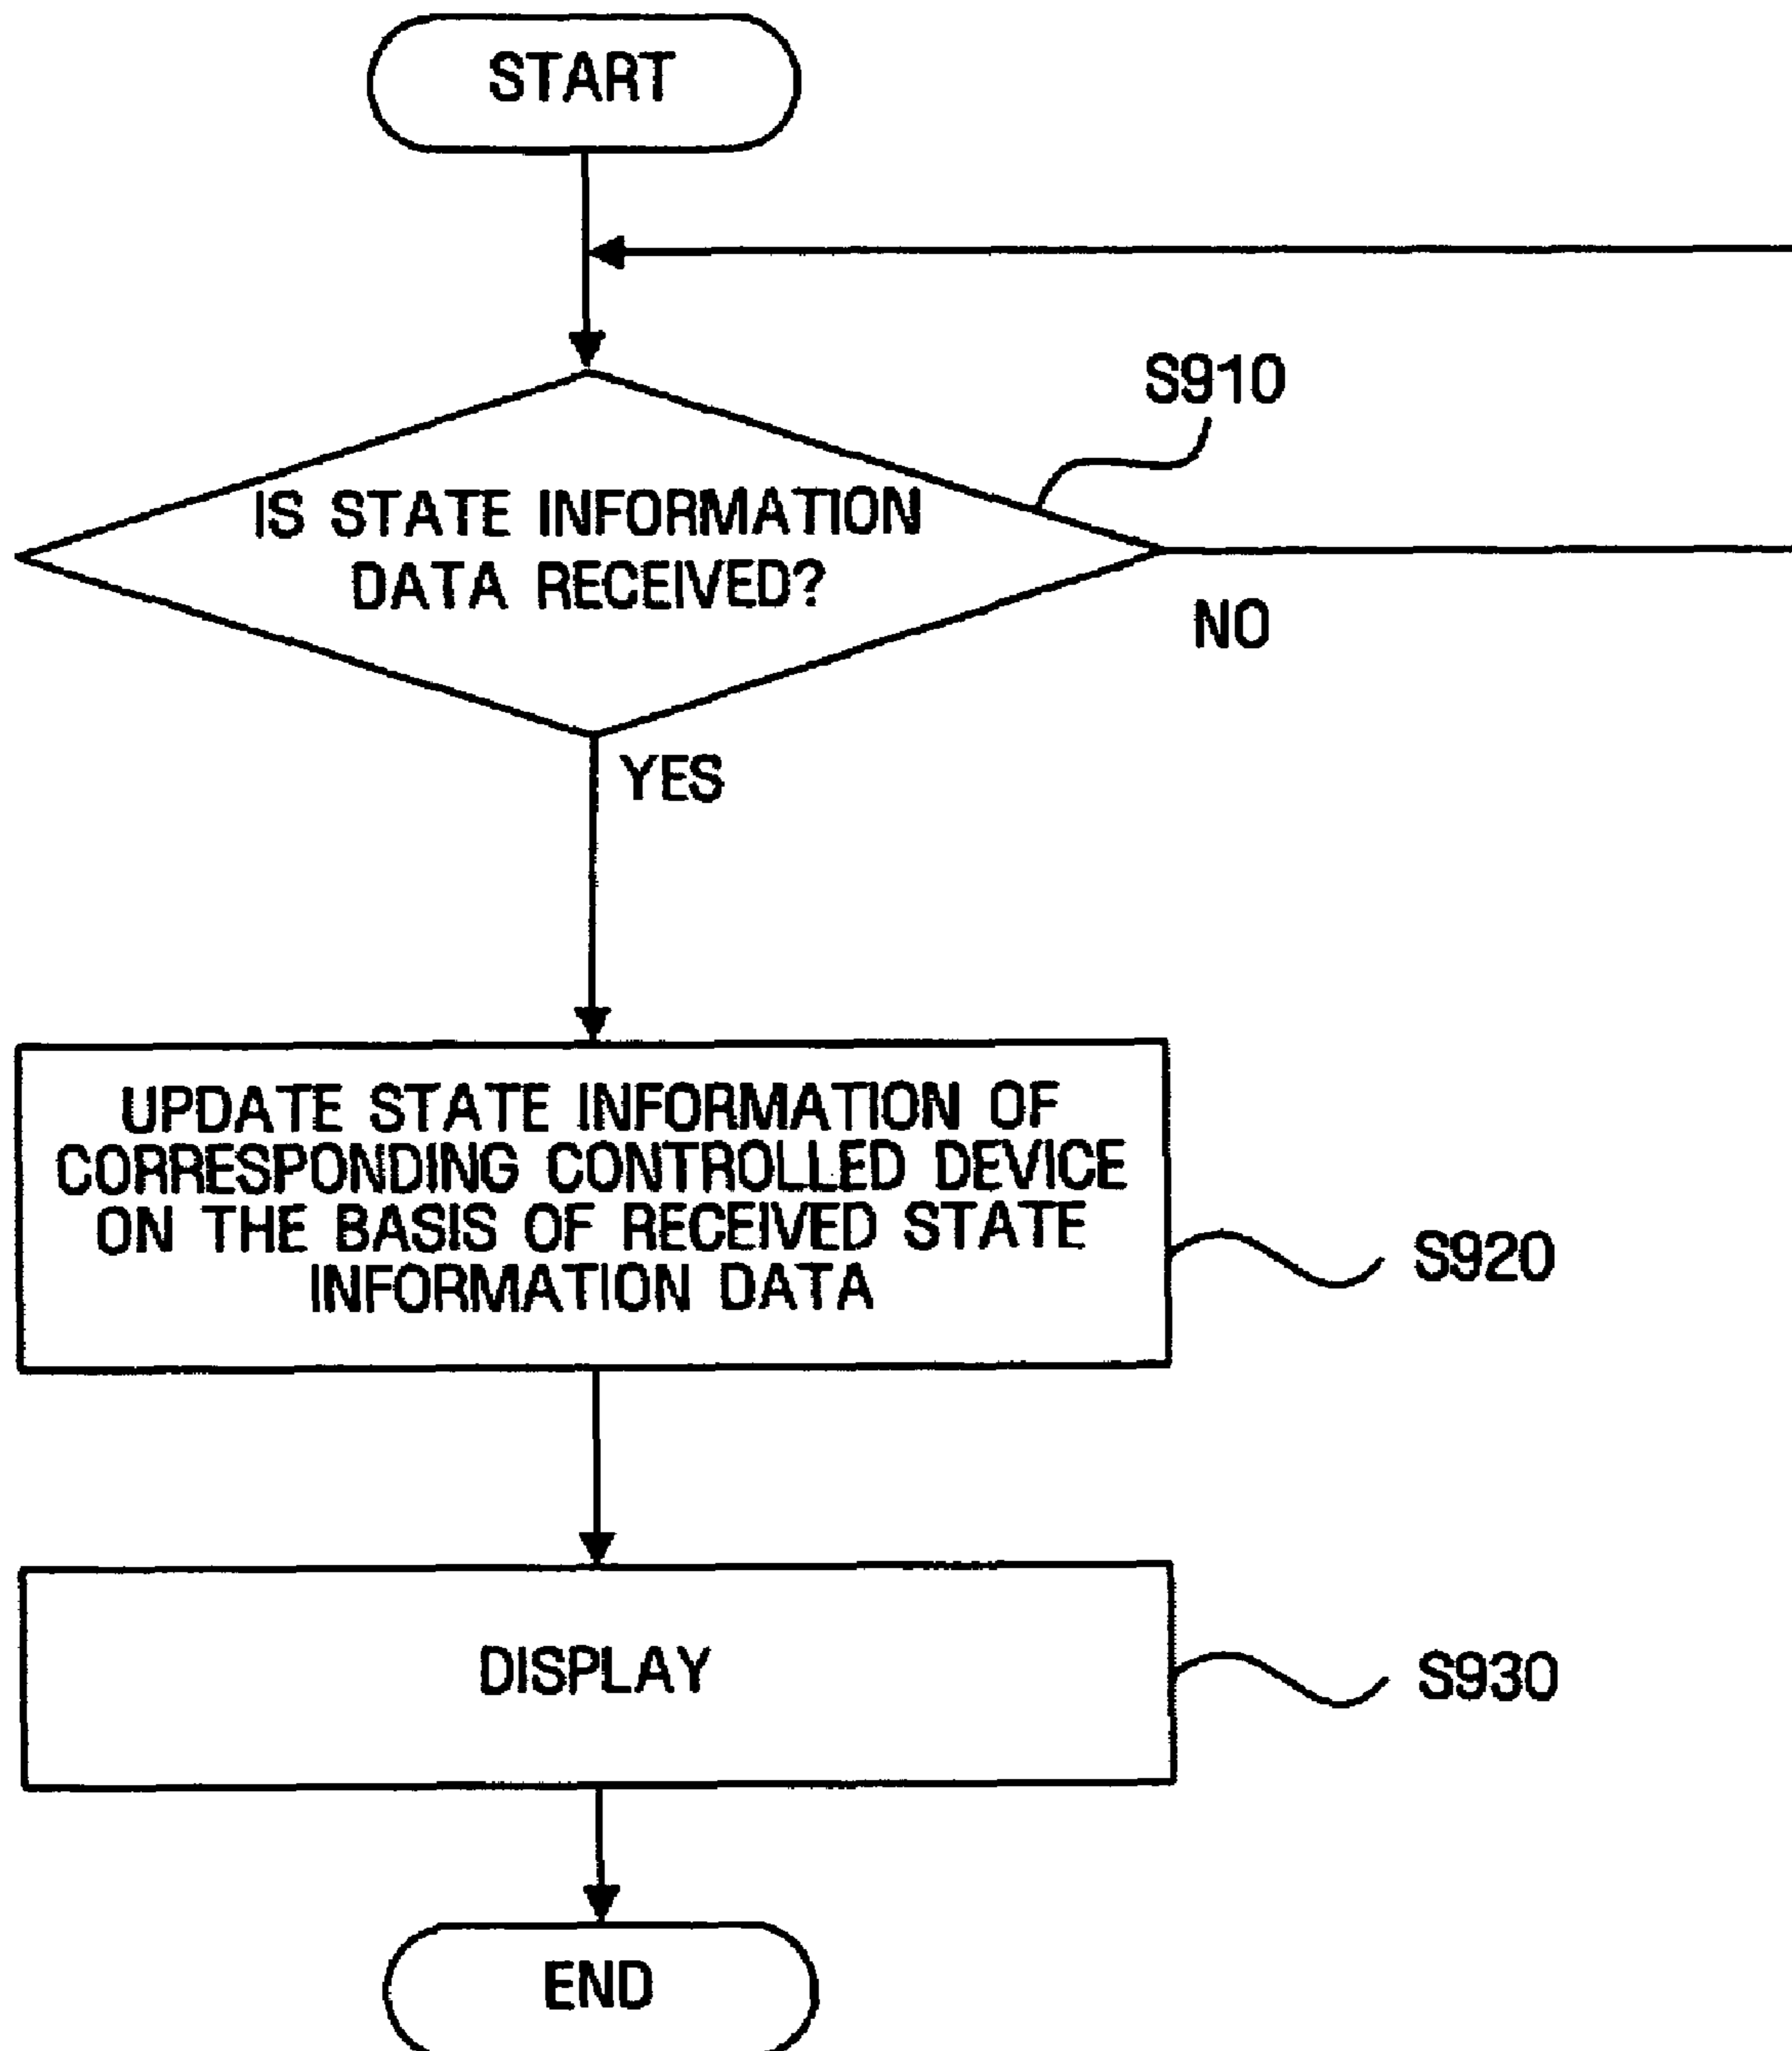 START
S910
IS STATE INFORMATION
DATA RECEIVED?
NO
YES
UPDATE STATE INFORMATION OF
CORRESPONDING CONTROLLED DEVICE
ON THE BASIS OF RECEIVED STATE
INFORMATION DATA
S920
DISPLAY
S930
END